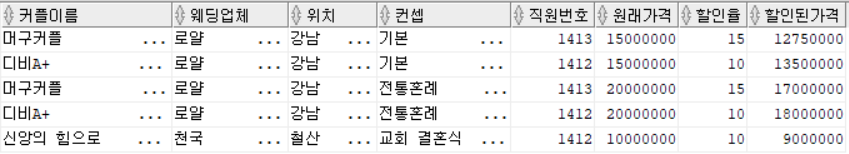 커플이름 웨딩업체 위치 컨셉 직원번호 원래가격 할인율 할인된가격
머구커플 ... 로얄 ... 강남 ... 기본 ... 1413 15000000 15 12750000
디비A+ ... 로얄 ... 강남 ... 기본 ... 1412 15000000 10 13500000
머구커플 ... 로얄 ... 강남 ... 전통혼례 ... 1413 20000000 15 17000000
디비A+ ... 로얄 ... 강남 ... 전통혼례 ... 1412 20000000 10 18000000
신앙의 힘으로 ... 천국 ... 철산 ... 교회 결혼식 ... 1412 10000000 10 9000000